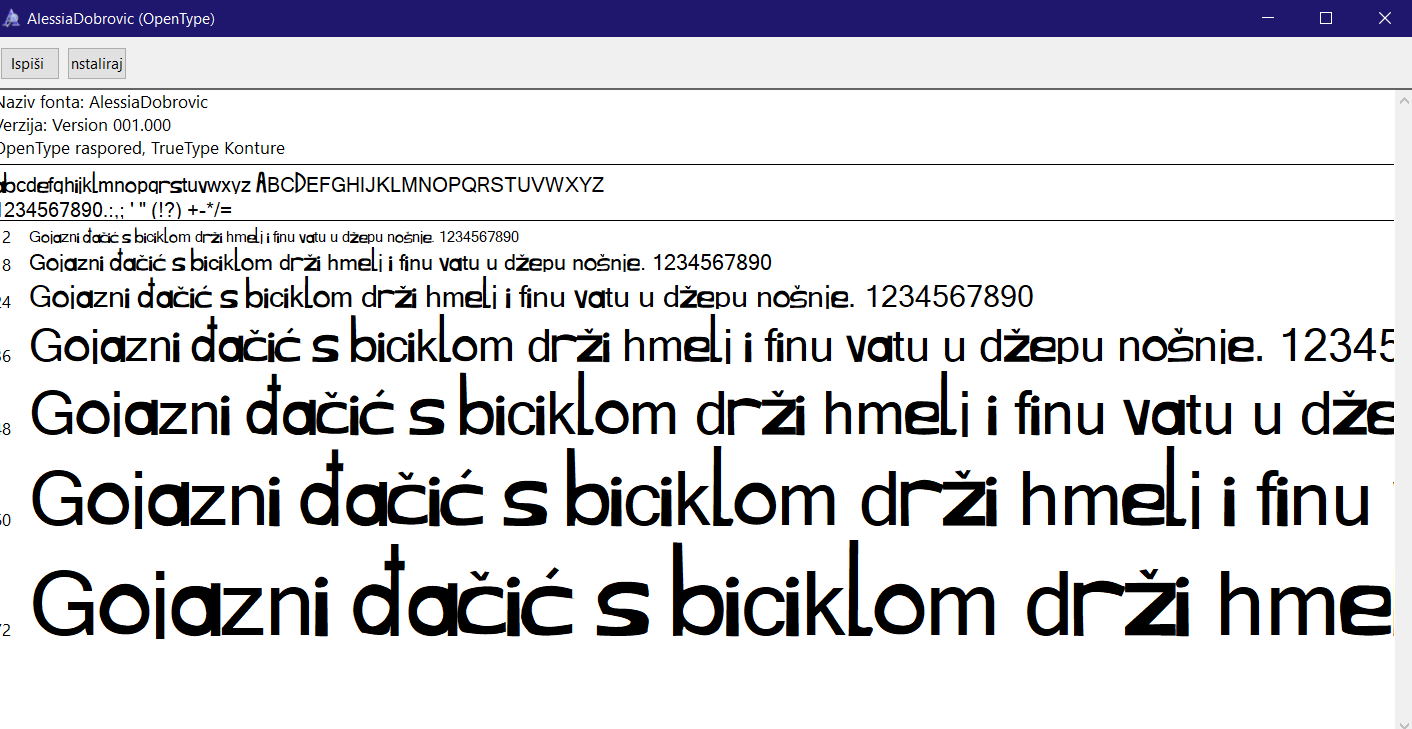 AlessiaDobrovic (OpenType)
Ispiši nstaliraj
Naziv fonta: AlessiaDobrovic
Verzija: Version 001.000
OpenType raspored, TrueType Konture
abcdefghijklmnopqrstuvwxyz ABCDEFGHIJKLMNOPQRSTUVWXYZ
1234567890.:,; ' " (!?) +-*/=
2 Gojazni đačić s biciklom drži hmelj i finu vatu u džepu nošnje. 1234567890
8 Gojazni đačić s biciklom drži hmelj i finu vatu u džepu nošnje. 1234567890
24 Gojazni đačić s biciklom drži hmelj i finu vatu u džepu nošnje. 1234567890
36 Gojazni đačić s biciklom drži hmelj i finu vatu u džepu nošnje. 12345
48 Gojazni đačić s biciklom drži hmelj i finu vatu u dže
60 Gojazni đačić s biciklom drži hmelj i finu
72 Gojazni đačić s biciklom drži hme